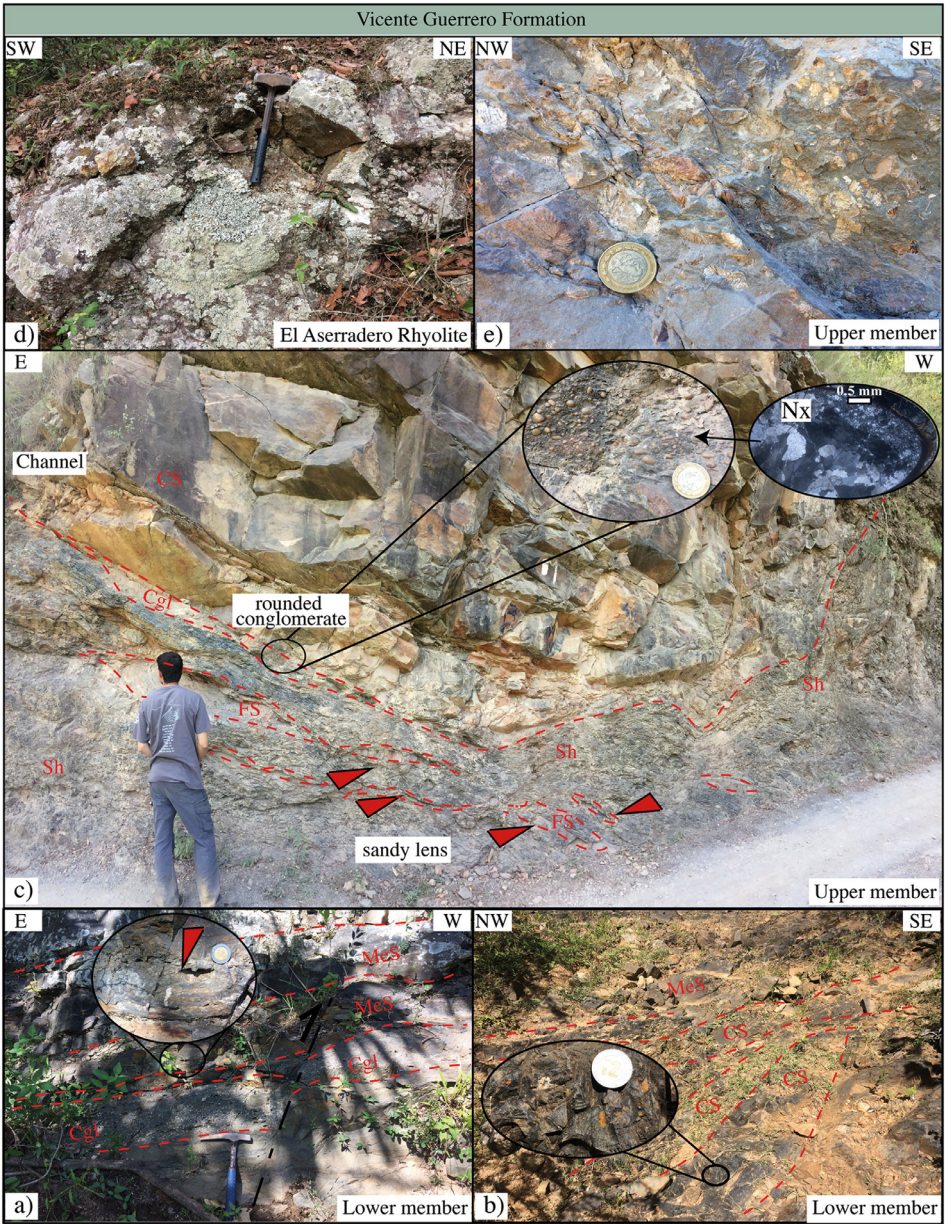 Vicente Guerrero Formation
SW
NE
d)
El Aserradero Rhyolite
NW
SE
e)
Upper member
E
W
0.5 mm
Nx
Channel
CS
Cgl
rounded
conglomerate
Sh
FS
Sh
Sh
FS
sandy lens
c)
Upper member
E
W
MeS
MeS
Cgl
Cgl
a)
Lower member
NW
SE
MeS
CS
CS
CS
b)
Lower member